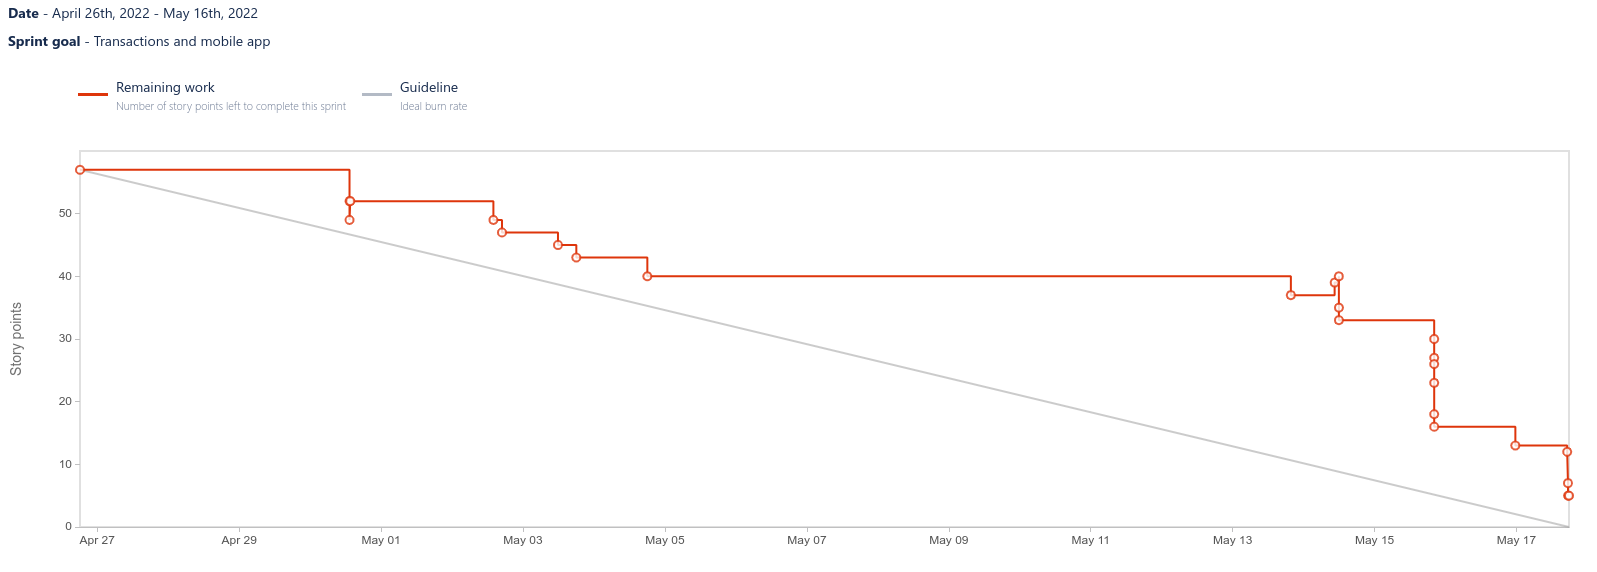 Date - April 26th, 2022 - May 16th, 2022
Sprint goal - Transactions and mobile app
Remaining work
Number of story points left to complete this sprint
Guideline
Ideal burn rate
Story points
50
40
30
20
10
0
Apr 27 Apr 29 May 01 May 03 May 05 May 07 May 09 May 11 May 13 May 15 May 17